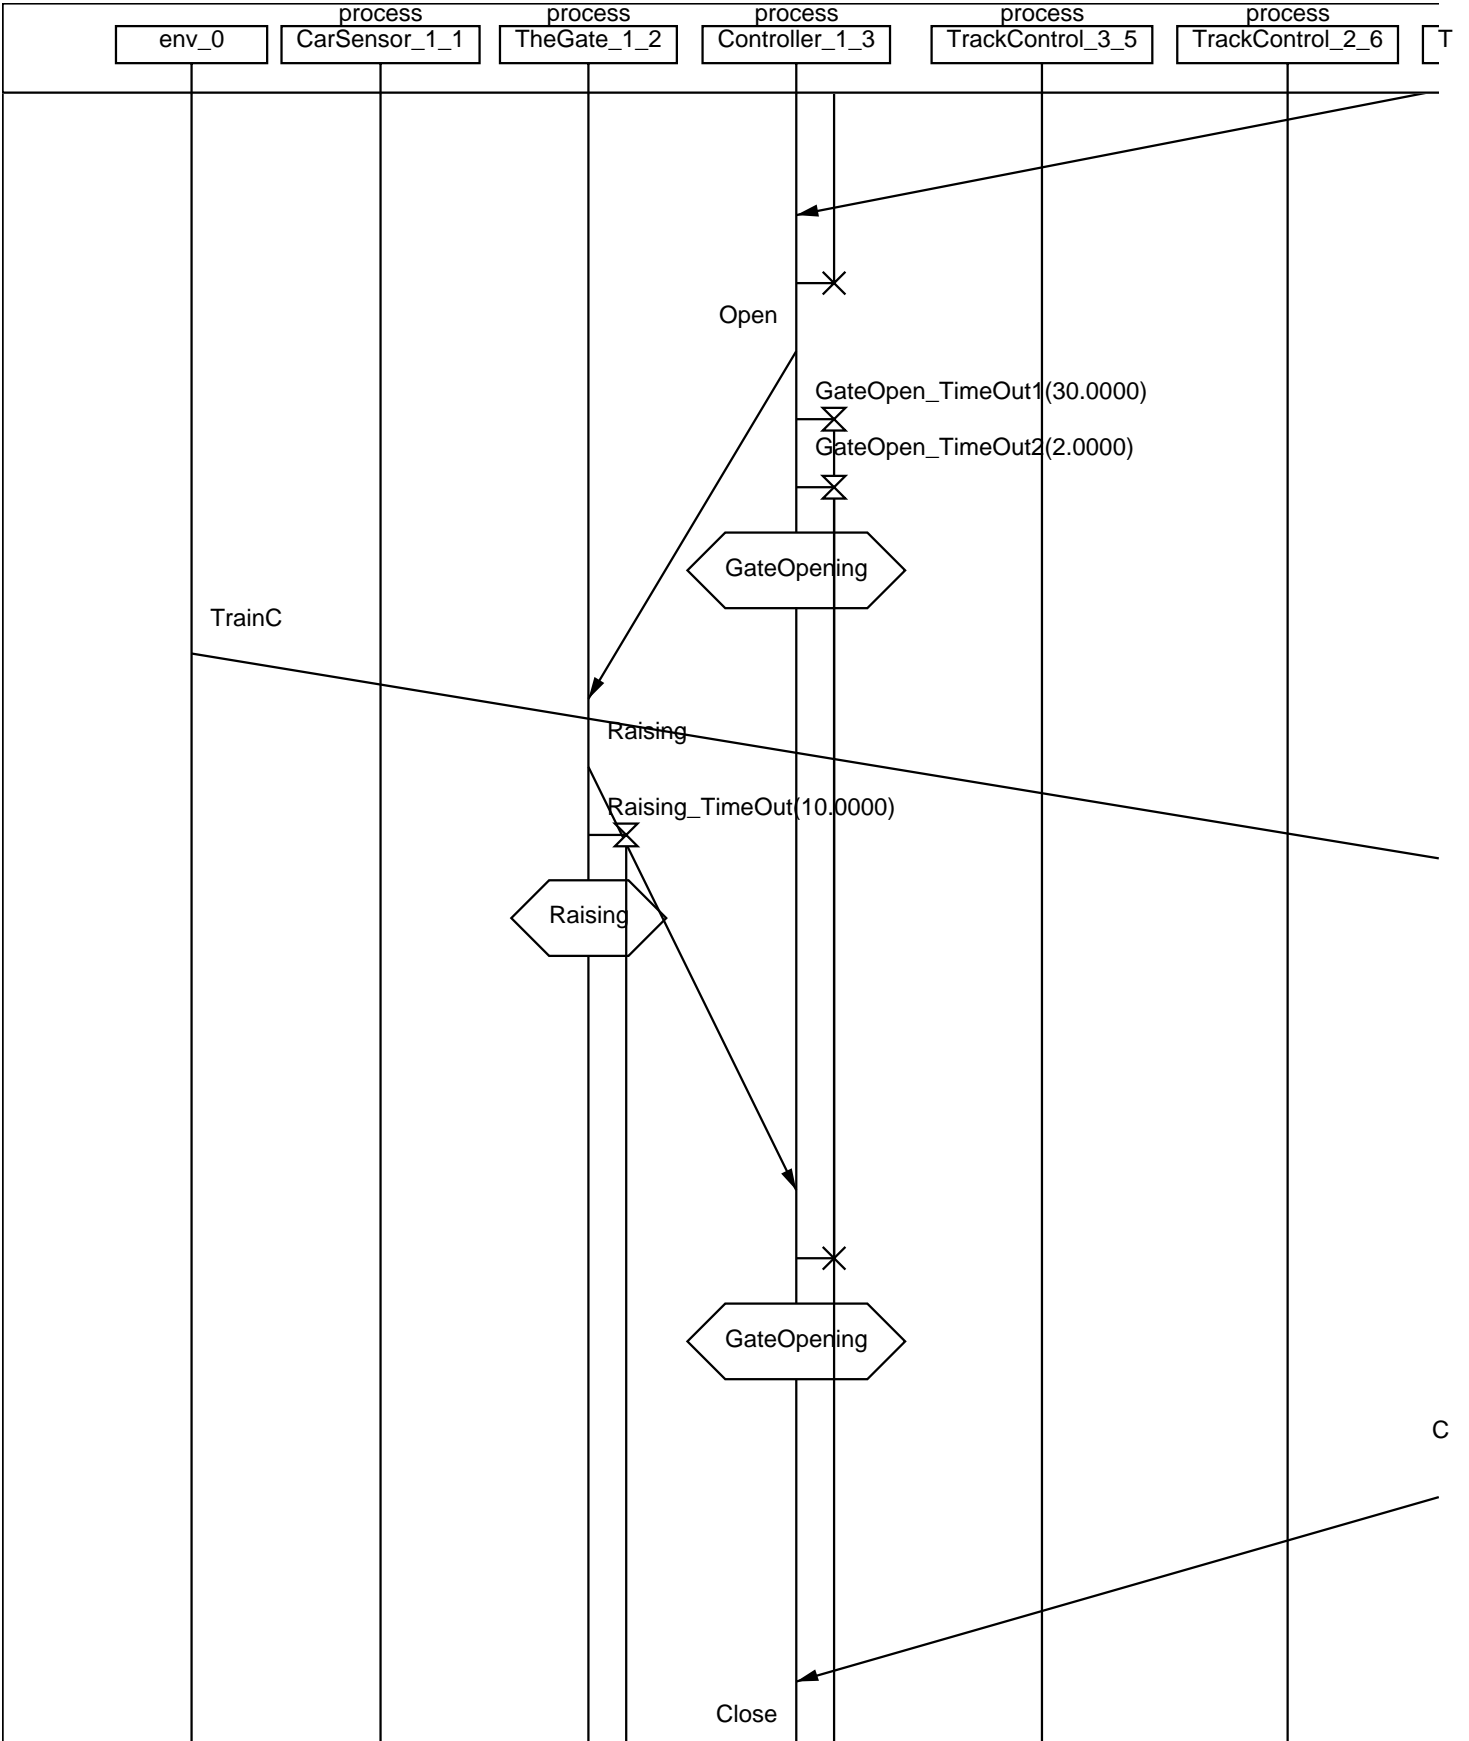 process process process process process
env_0 CarSensor_1_1 TheGate_1_2 Controller_1_3 TrackControl_3_5 TrackControl_2_6 T
Open
GateOpen_TimeOut1(30.0000)
GateOpen_TimeOut2(2.0000)
GateOpening
TrainC
Raising
Raising_TimeOut(10.0000)
Raising
GateOpening
C
Close